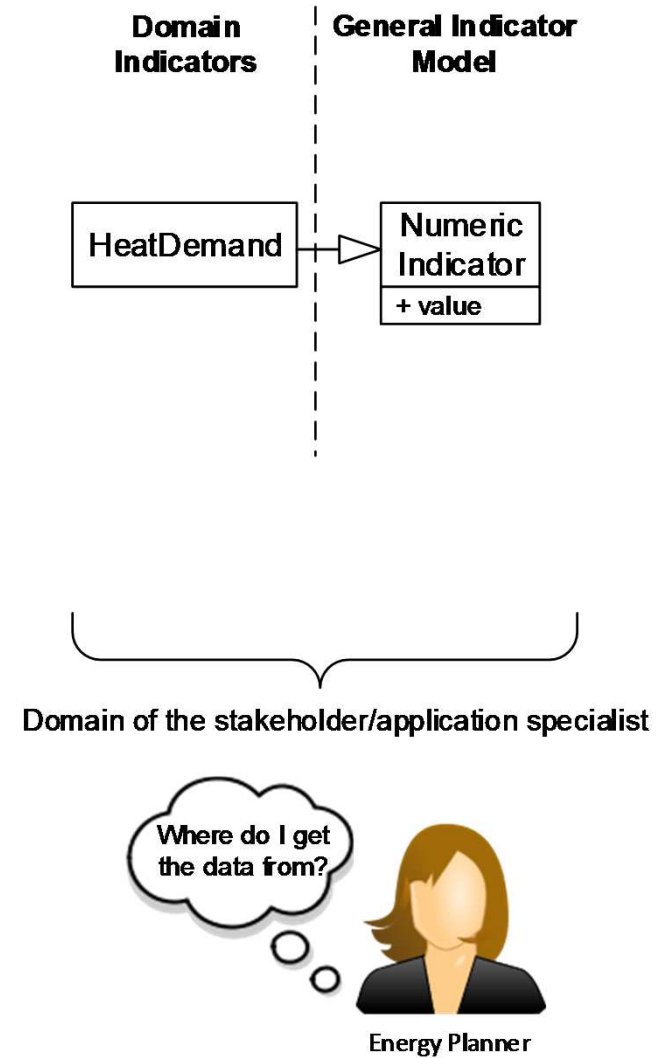 Domain
Indicators
General Indicator
Model
HeatDemand
Numeric
Indicator
+ value
Domain of the stakeholder/application specialist
Where do I get
the data from?
Energy Planner